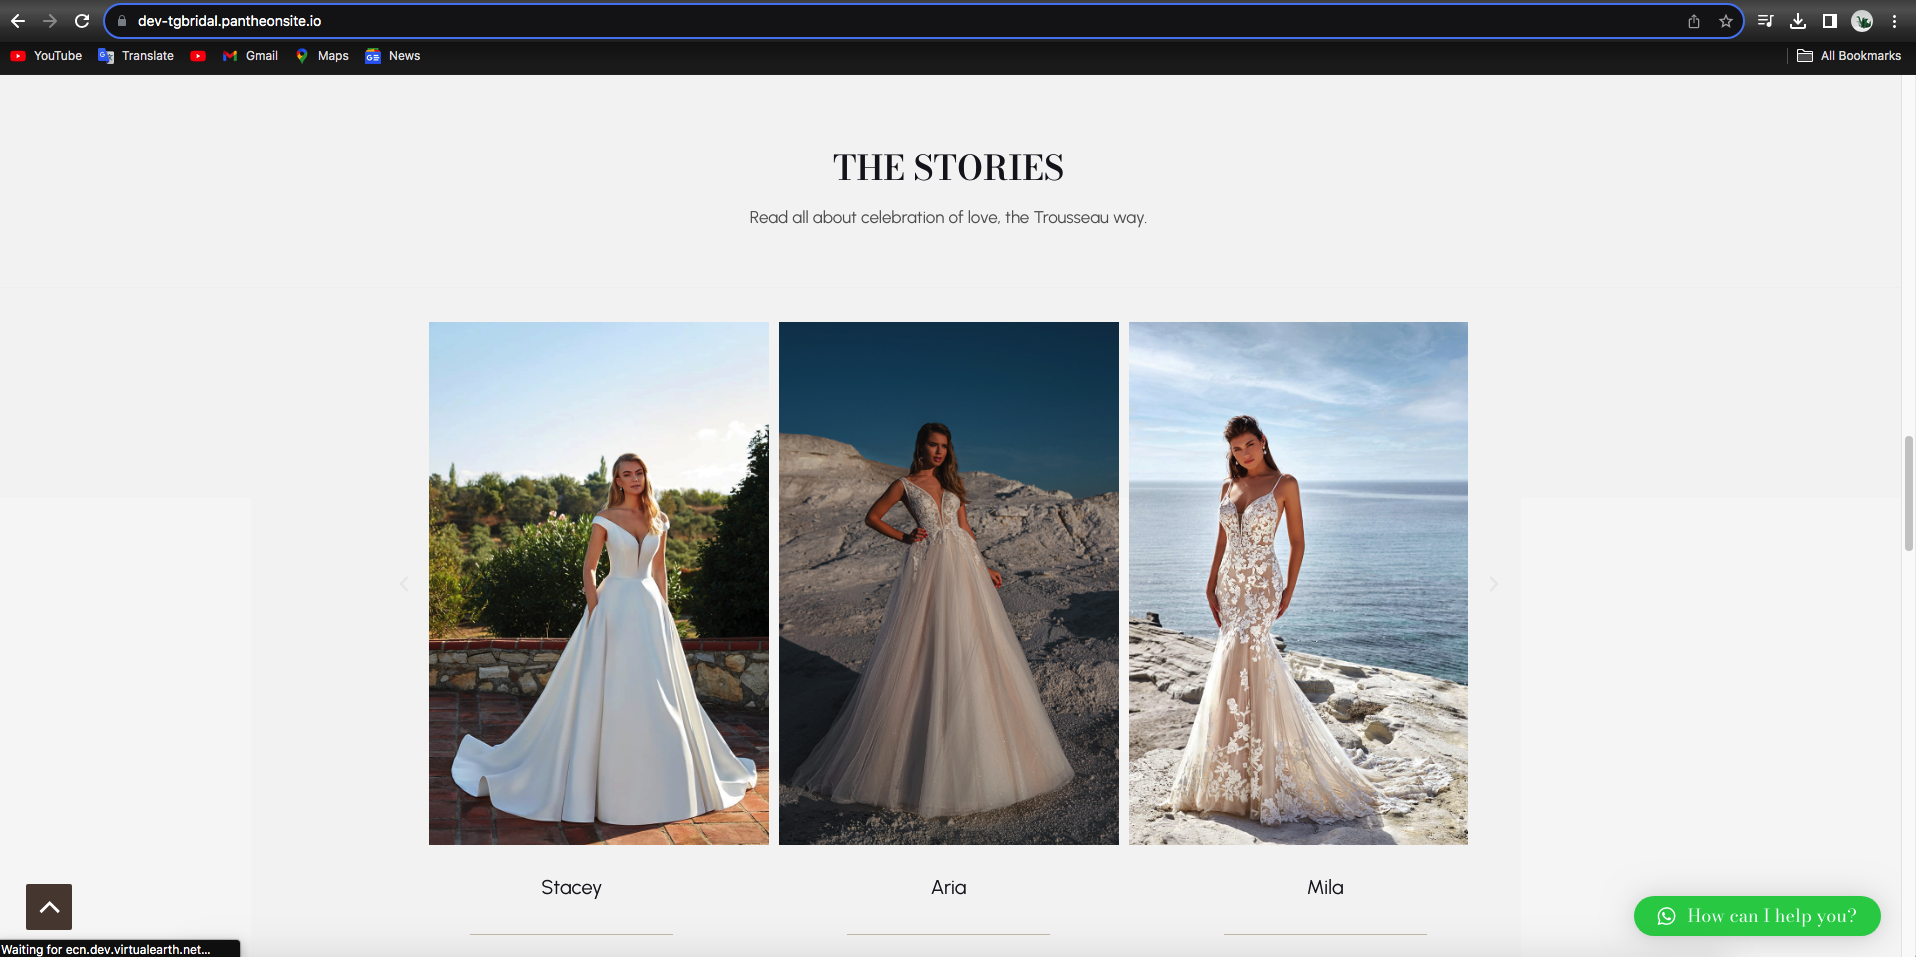 dev-tgbridal.pantheonsite.io
YouTube Translate Gmail Maps News All Bookmarks
THE STORIES
Read all about celebration of love, the Trousseau way.
Stacey Aria Mila
How can I help you?
Waiting for ecn.dev.virtualearth.net...